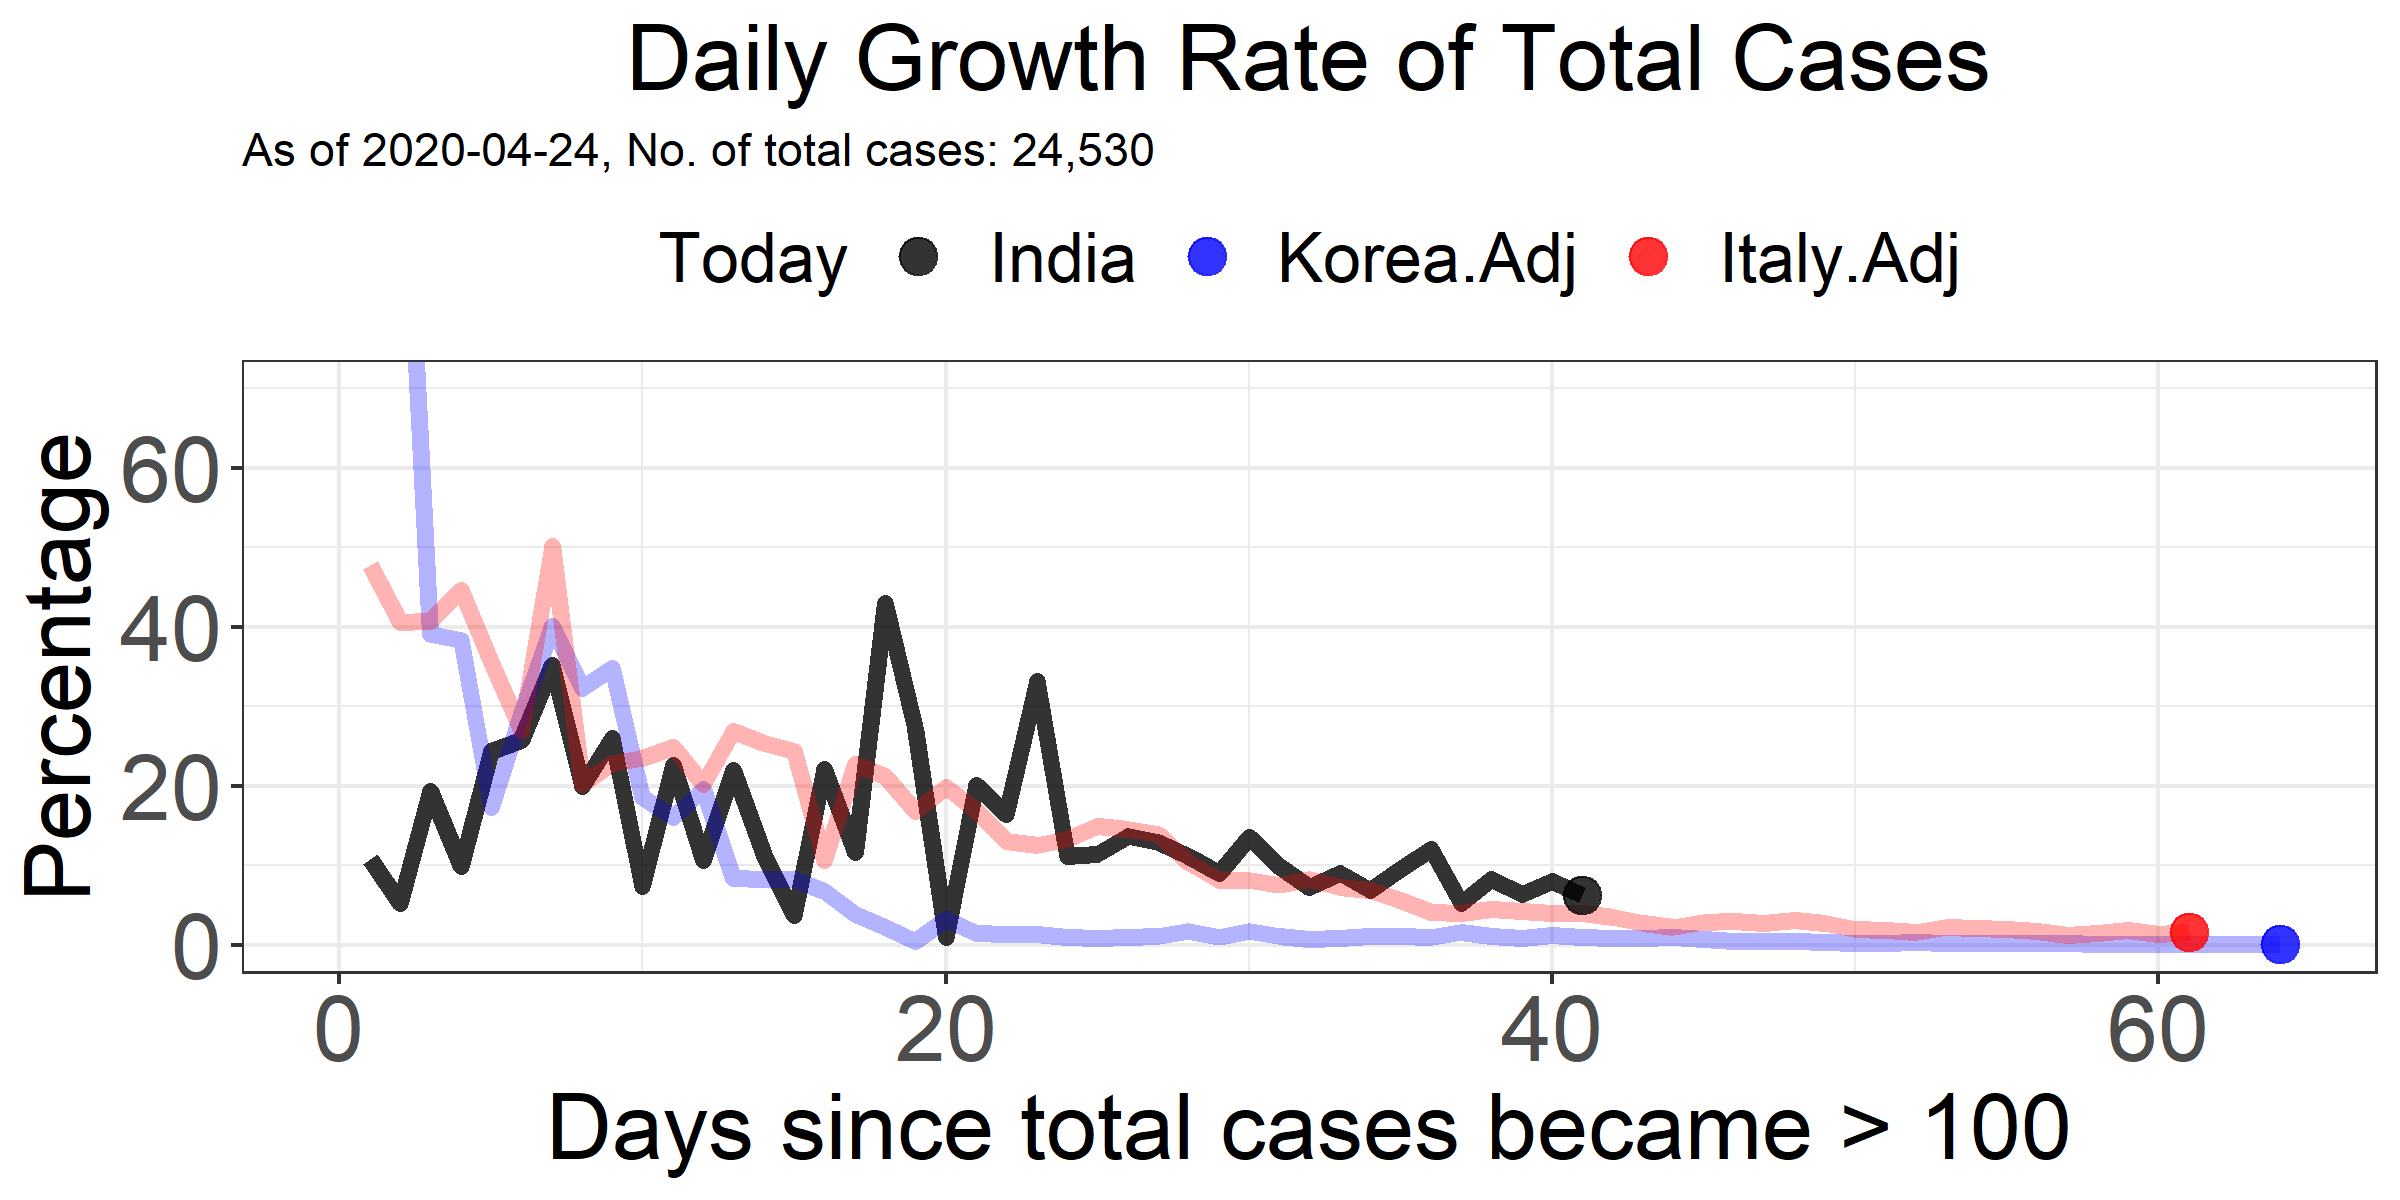 Daily Growth Rate of Total Cases
As of 2020-04-24, No. of total cases: 24,530
Today India Korea.Adj Italy.Adj
Percentage
60
40
20
0
0 20 40 60
Days since total cases became > 100